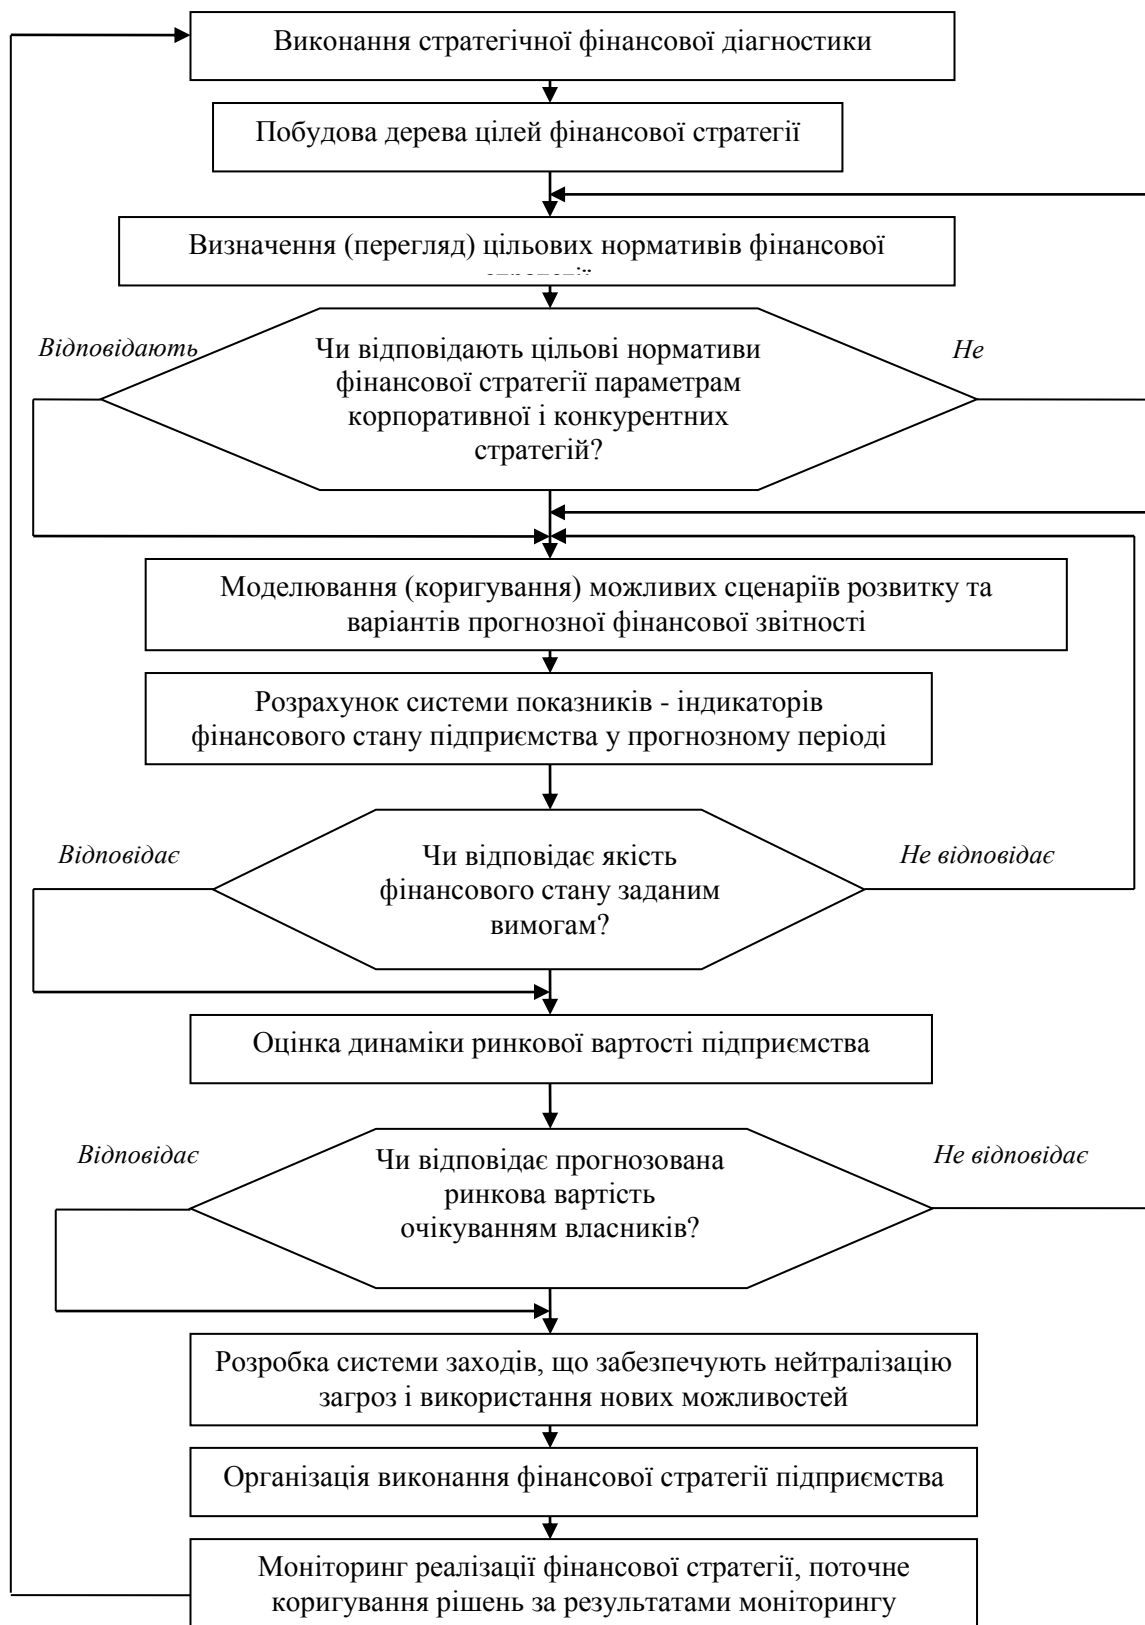 Виконання стратегічної фінансової діагностики
Побудова дерева цілей фінансової стратегії
Визначення (перегляд) цільових нормативів фінансової
Відповідають
Чи відповідають цільові нормативи
фінансової стратегії параметрам
корпоративної і конкурентних
стратегій?
Не
Моделювання (коригування) можливих сценаріїв розвитку та
варіантів прогнозної фінансової звітності
Розрахунок системи показників - індикаторів
фінансового стану підприємства у прогнозному періоді
Відповідає
Чи відповідає якість
фінансового стану заданим
вимогам?
Не відповідає
Оцінка динаміки ринкової вартості підприємства
Відповідає
Чи відповідає прогнозована
ринкова вартість
очікуванням власників?
Не відповідає
Розробка системи заходів, що забезпечують нейтралізацію
загроз і використання нових можливостей
Організація виконання фінансової стратегії підприємства
Моніторинг реалізації фінансової стратегії, поточне
коригування рішень за результатами моніторингу